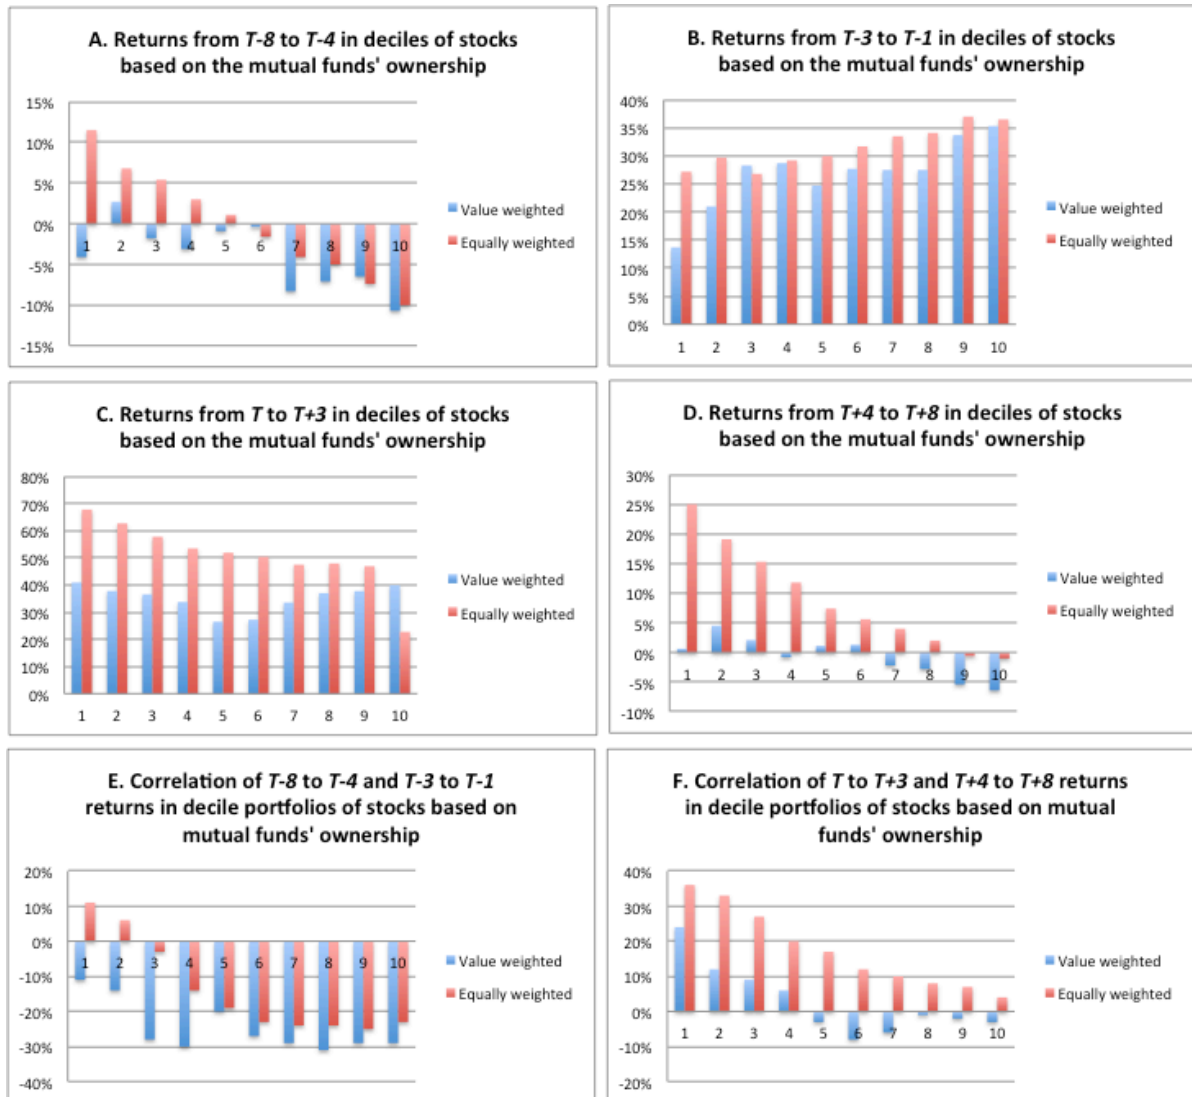 A. Returns from T-8 to T-4 in deciles of stocks
based on the mutual funds' ownership
15%
10%
5%
0%
-5%
-10%
-15%
1 2 3 4 5 6 7 8 9 10
Value weighted
Equally weighted
B. Returns from T-3 to T-1 in deciles of stocks
based on the mutual funds' ownership
40%
35%
30%
25%
20%
15%
10%
5%
0%
1 2 3 4 5 6 7 8 9 10
Value weighted
Equally weighted
C. Returns from T to T+3 in deciles of stocks
based on the mutual funds' ownership
80%
70%
60%
50%
40%
30%
20%
10%
0%
1 2 3 4 5 6 7 8 9 10
Value weighted
Equally weighted
D. Returns from T+4 to T+8 in deciles of stocks
based on the mutual funds' ownership
30%
25%
20%
15%
10%
5%
0%
-5%
-10%
1 2 3 4 5 6 7 8 9 10
Value weighted
Equally weighted
E. Correlation of T-8 to T-4 and T-3 to T-1
returns in decile portfolios of stocks based on
mutual funds' ownership
20%
10%
0%
-10%
-20%
-30%
-40%
1 2 3 4 5 6 7 8 9 10
Value weighted
Equally weighted
F. Correlation of T to T+3 and T+4 to T+8 returns
in decile portfolios of stocks based on mutual
funds' ownership
40%
30%
20%
10%
0%
-10%
-20%
1 2 3 4 5 6 7 8 9 10
Value weighted
Equally weighted